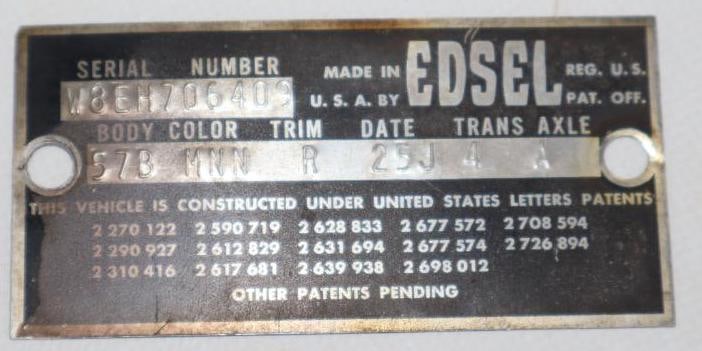 SERIAL NUMBER MADE IN EDSEL REG. U.S.
W8EH706409 U. S. A. BY PAT. OFF.
BODY COLOR TRIM DATE TRANS AXLE
57B MNN R 25J 4 A
THIS VEHICLE IS CONSTRUCTED UNDER UNITED STATES LETTERS PATENTS
2 270 122 2 590 719 2 628 833 2 677 572 2 708 594
2 290 927 2 612 829 2 631 694 2 677 574 2 726 894
2 310 416 2 617 681 2 639 938 2 698 012
OTHER PATENTS PENDING